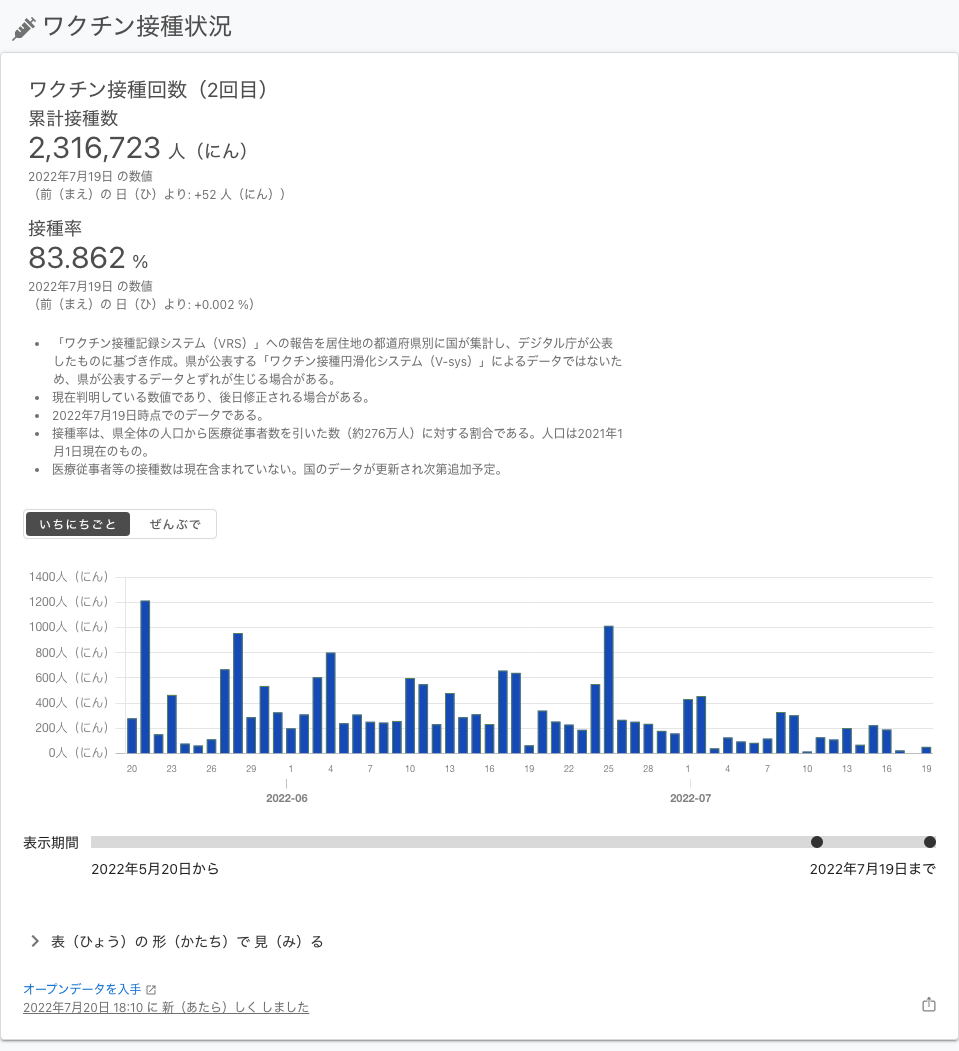 ワクチン接種状況
ワクチン接種回数（2回目）
累計接種数
2,316,723 人（にん）
2022年7月19日 の数値
（前（まえ）の 日（ひ）より: +52 人（にん））
接種率
83.862 %
2022年7月19日 の数値
（前（まえ）の 日（ひ）より: +0.002 %）
• 「ワクチン接種記録システム（VRS）」への報告を居住地の都道府県別に国が集計し、デジタル庁が公表
したものに基づき作成。県が公表する「ワクチン接種円滑化システム（V-sys）」によるデータではないた
め、県が公表するデータとずれが生じる場合がある。
• 現在判明している数値であり、後日修正される場合がある。
• 2022年7月19日時点でのデータである。
• 接種率は、県全体の人口から医療従事者数を引いた数（約276万人）に対する割合である。人口は2021年1
月1日現在のもの。
• 医療従事者等の接種数は現在含まれていない。国のデータが更新され次第追加予定。
いちにちごと ぜんぶで
1400人（にん）
1200人（にん）
1000人（にん）
800人（にん）
600人（にん）
400人（にん）
200人（にん）
0人（にん）
20 23 26 29 1 4 7 10 13 16 19 22 25 28 1 4 7 10 13 16 19
2022-06 2022-07
表示期間
2022年5月20日から 2022年7月19日まで
表（ひょう）の 形（かたち）で 見（み）る
オープンデータを入手
2022年7月20日 18:10 に 新（あたら）しく しました